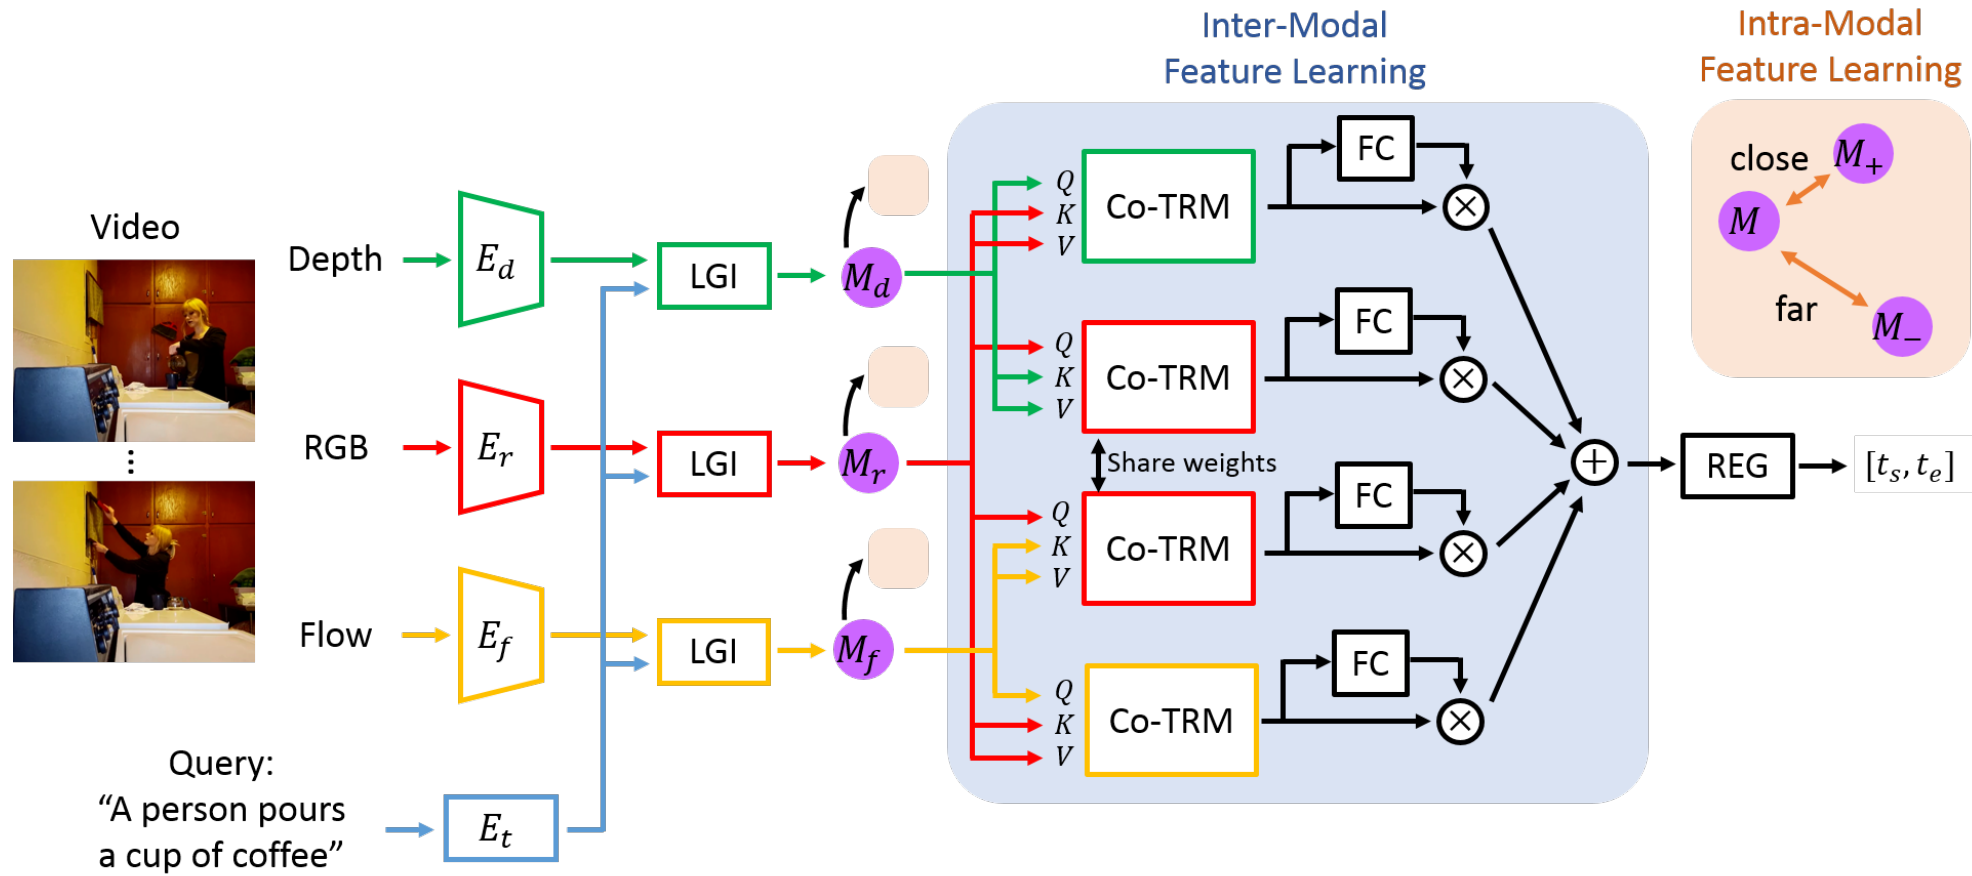 Inter-Modal
Feature Learning
Intra-Modal
Feature Learning
Video
Depth
E_d
LGI
M_d
Q
K
V
Co-TRM
FC
×
close
M_+
M
far
M_−
RGB
E_r
LGI
M_r
Q
K
V
Co-TRM
FC
×
Share weights
+
REG
[t_s, t_e]
Flow
E_f
LGI
M_f
Q
K
V
Co-TRM
FC
×
Q
K
V
Co-TRM
FC
×
Query:
“A person pours
a cup of coffee”
E_t